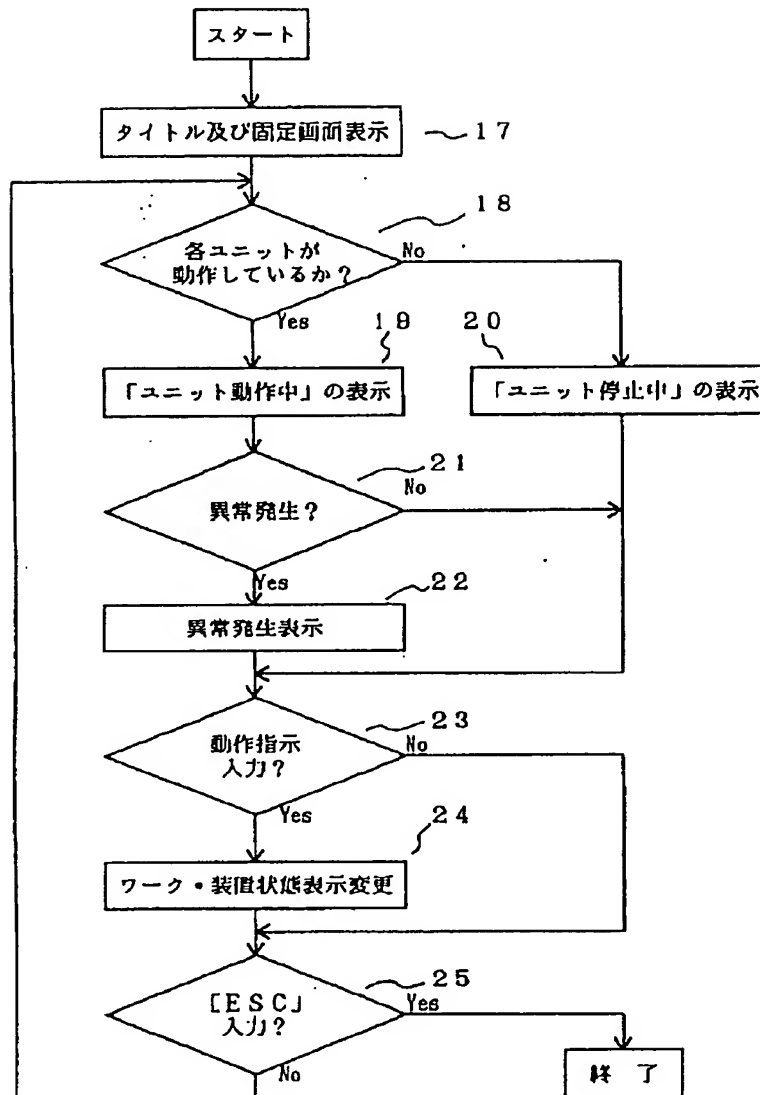 スタート
タイトル及び固定画面表示
17
18
各ユニットが
動作しているか？
No
Yes
19
20
「ユニット動作中」の表示
「ユニット停止中」の表示
21
異常発生？
No
Yes
22
異常発生表示
23
動作指示
入力？
No
Yes
24
ワーク・装置状態表示変更
25
「ESC」
入力？
Yes
No
終 了